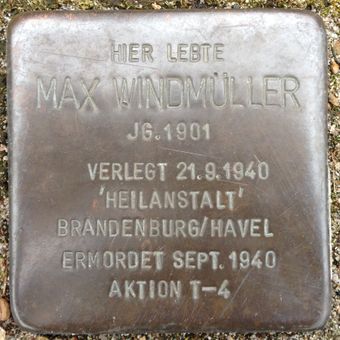 HIER LEBTE
MAX WINDMÜLLER
JG.1901
VERLEGT 21.9.1940
'HEILANSTALT'
BRANDENBURG/HAVEL
ERMORDET SEPT. 1940
AKTION T-4